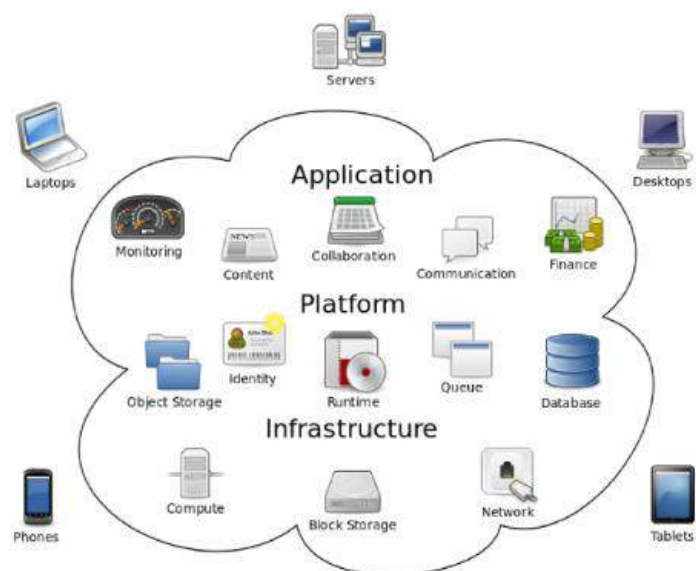 Servers
Laptops
Desktops
Application
Monitoring
NEWS
Content
Collaboration
Communication
Finance
Platform
Object Storage
Identity
Runtime
Queue
Database
Infrastructure
Compute
Block Storage
Network
Phones
Tablets